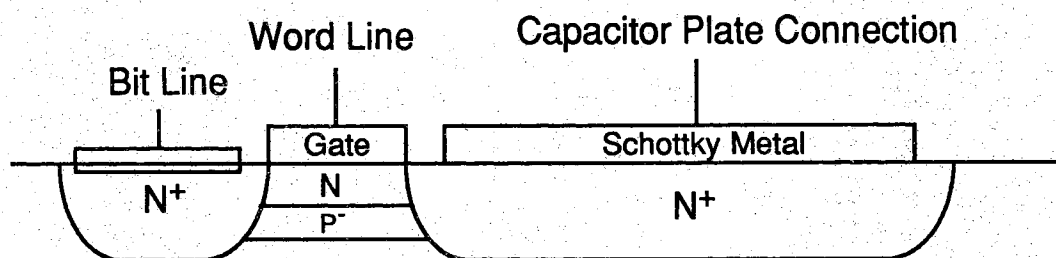 Word Line
Capacitor Plate Connection
Bit Line
Gate
Schottky Metal
N+
N
P-
N+